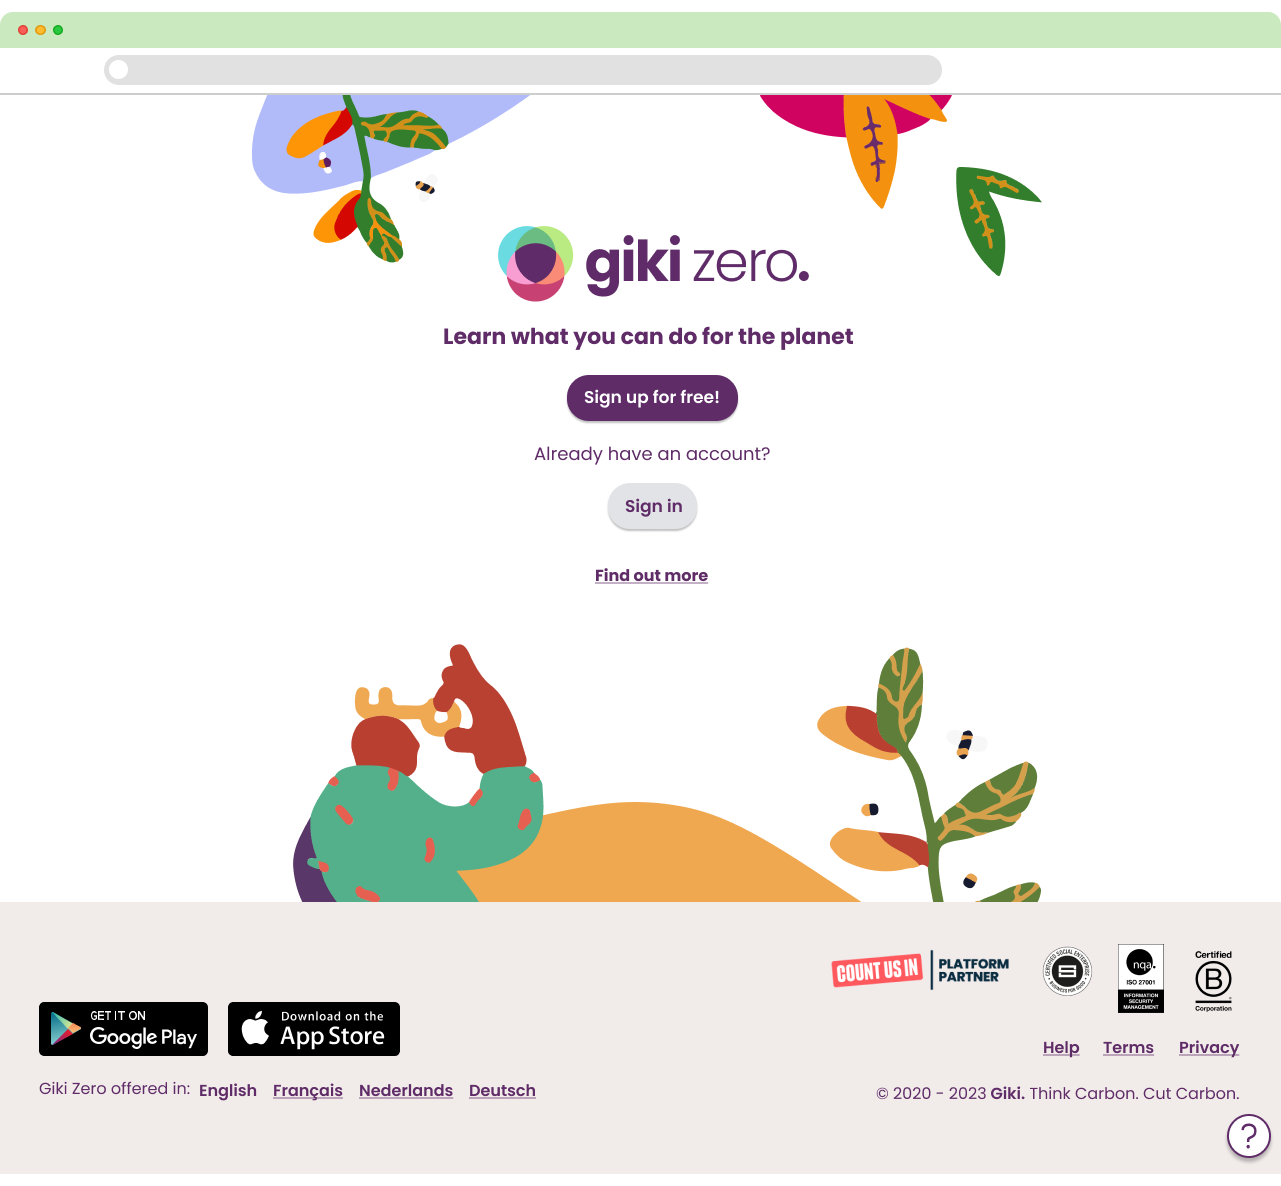 giki zero.
Learn what you can do for the planet
Sign up for free!
Already have an account?
Sign in
Find out more
COUNT US IN
PLATFORM
PARTNER
CERTIFIED SOCIAL ENTERPRISE
BUSINESS FOR GOOD
nqa.
ISO 27001
INFORMATION
SECURITY
MANAGEMENT
Certified
B
Corporation
GET IT ON
Google Play
Download on the
App Store
Help Terms Privacy
Giki Zero offered in: English Français Nederlands Deutsch
© 2020 - 2023 Giki. Think Carbon. Cut Carbon.
?